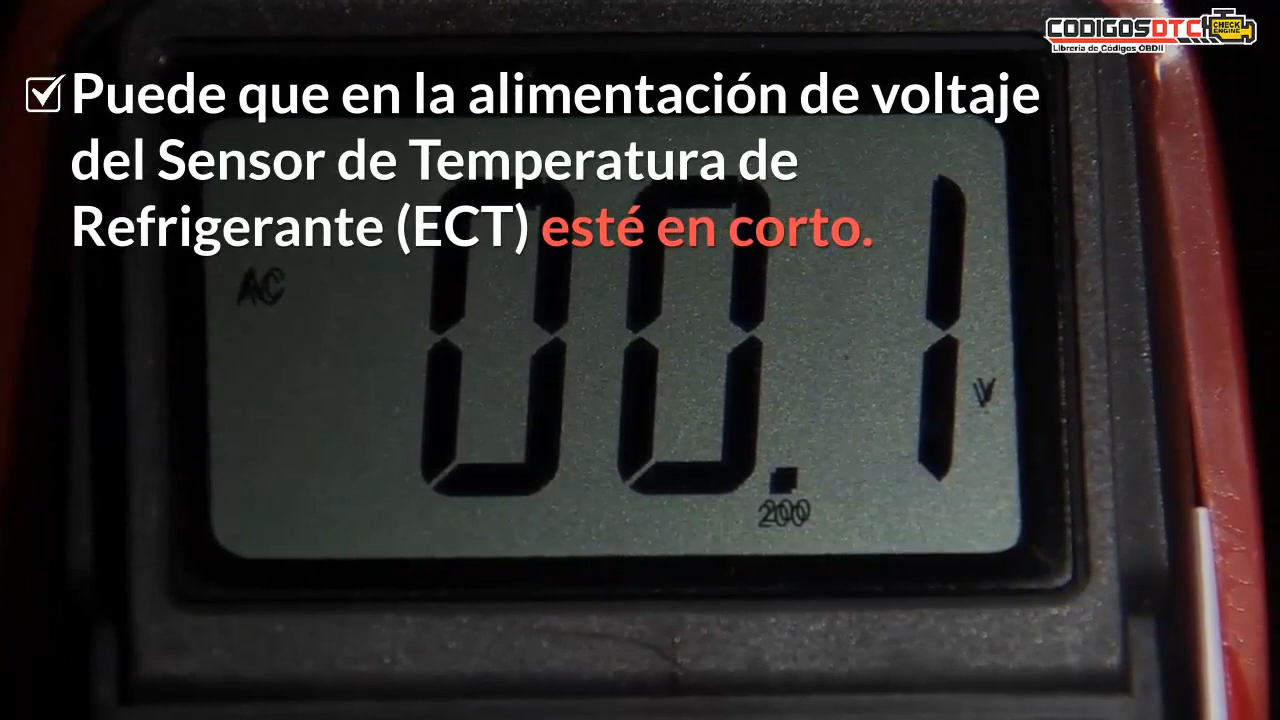 CODIGOSDTC
CHECK
ENGINE
Librería de Códigos OBDII
Puede que en la alimentación de voltaje
del Sensor de Temperatura de
Refrigerante (ECT) esté en corto.
AC
00.1
V
200